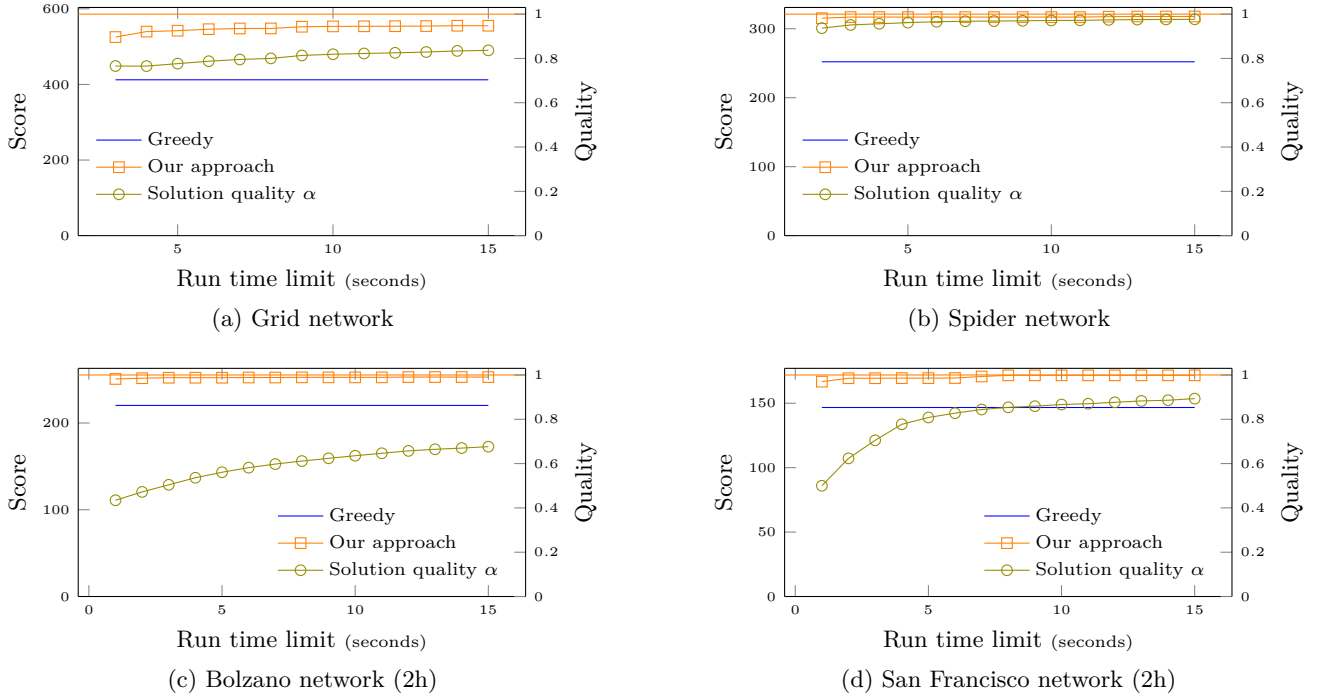 600
400
200
0
Score
5
10
15
1
0.8
0.6
0.4
0.2
0
Quality
Greedy
Our approach
Solution quality α
Run time limit (seconds)
(a) Grid network
300
200
100
0
Score
5
10
15
1
0.8
0.6
0.4
0.2
0
Quality
Greedy
Our approach
Solution quality α
Run time limit (seconds)
(b) Spider network
200
100
0
Score
0
5
10
15
1
0.8
0.6
0.4
0.2
0
Quality
Greedy
Our approach
Solution quality α
Run time limit (seconds)
(c) Bolzano network (2h)
150
100
50
0
Score
0
5
10
15
1
0.8
0.6
0.4
0.2
0
Quality
Greedy
Our approach
Solution quality α
Run time limit (seconds)
(d) San Francisco network (2h)